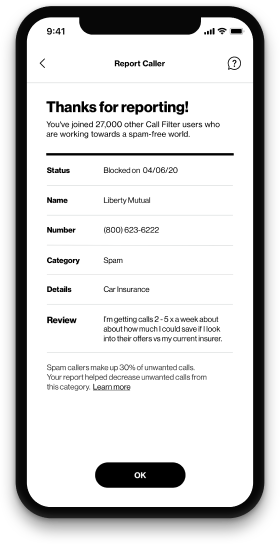 9:41
Report Caller
?
Thanks for reporting!
You've joined 27,000 other Call Filter users who
are working towards a spam-free world.
Status Blocked on 04/06/20
Name Liberty Mutual
Number (800) 623-6222
Category Spam
Details Car Insurance
Review I'm getting calls 2 - 5 x a week about
about how much I could save if I look
into their offers vs my current insurer.
Spam callers make up 30% of unwanted calls.
Your report helped decrease unwanted calls from
this category. Learn more
OK